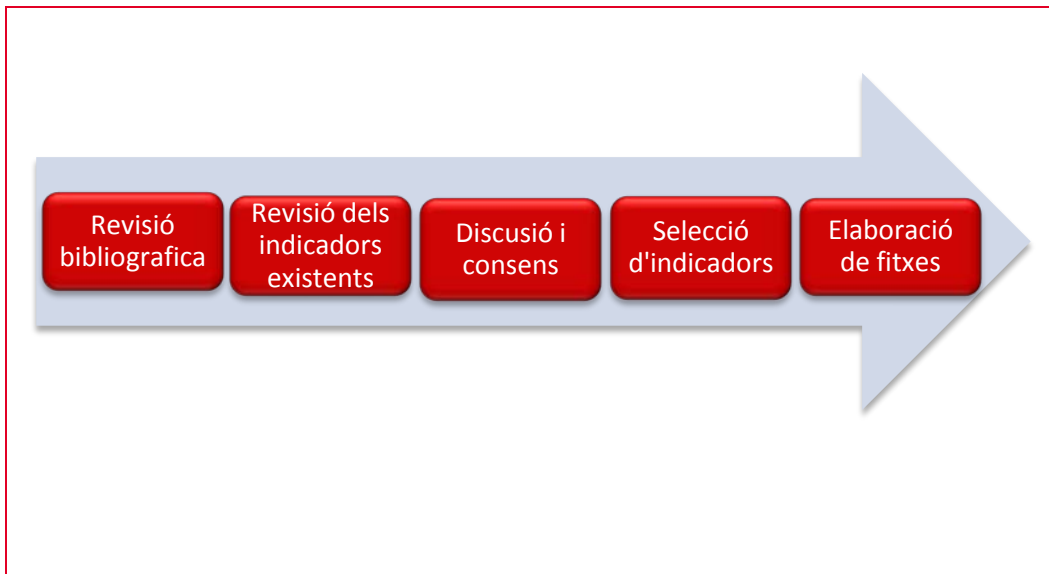 Revisió
bibliografica
Revisió dels
indicadors
existents
Discusió i
consens
Selecció
d'indicadors
Elaboració
de fitxes